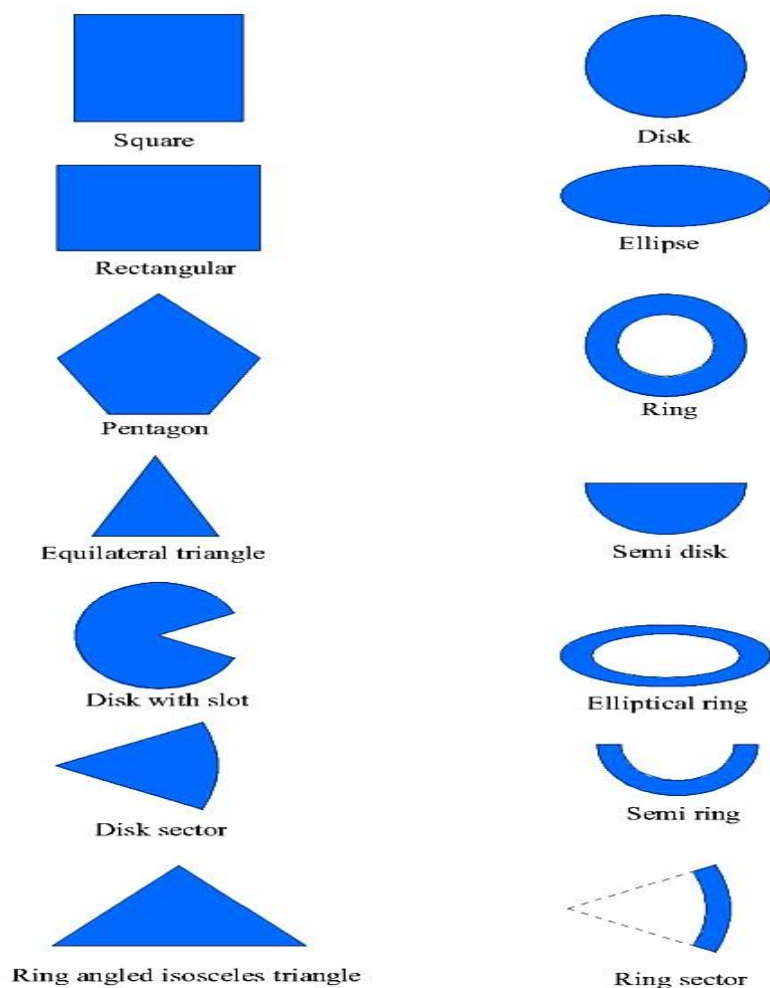 Square
Disk
Rectangular
Ellipse
Pentagon
Ring
Equilateral triangle
Semi disk
Disk with slot
Elliptical ring
Disk sector
Semi ring
Ring angled isosceles triangle
Ring sector